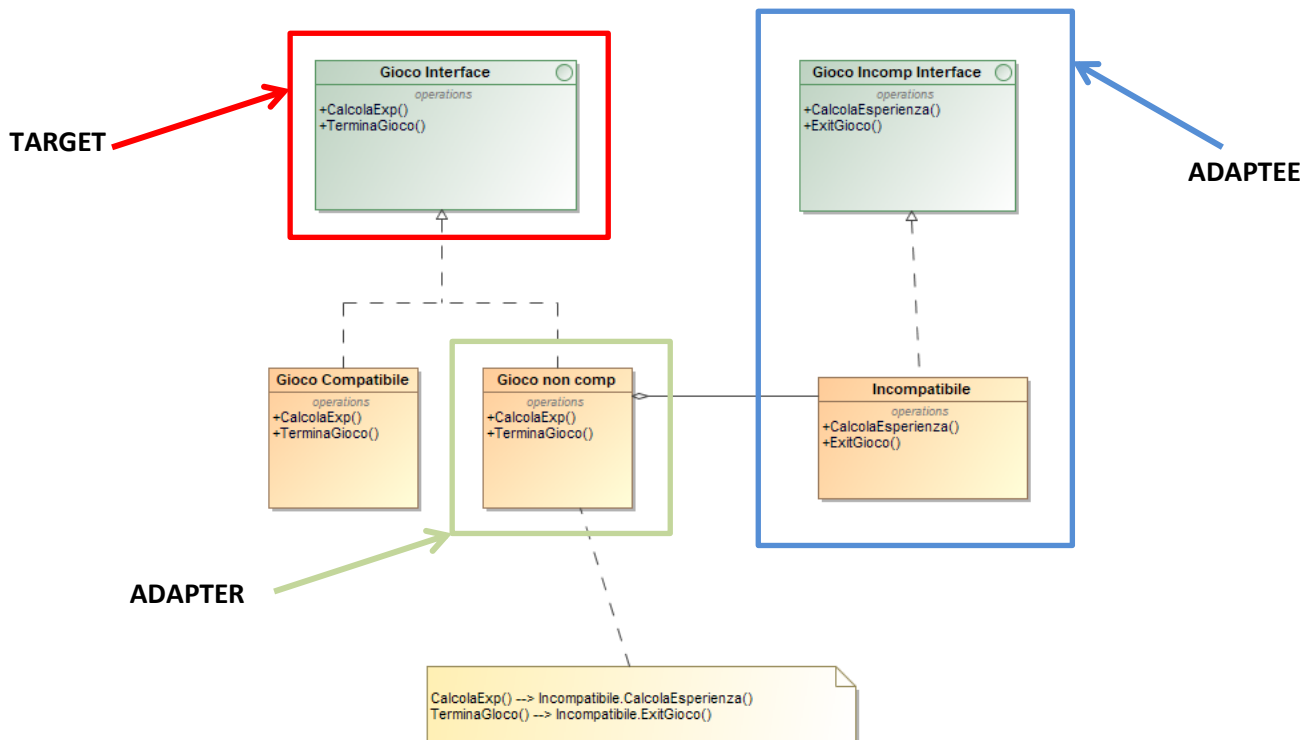 Gioco Interface
operations
+CalcolaExp()
+TerminaGioco()
Gioco Incomp Interface
operations
+CalcolaEsperienza()
+ExitGioco()
TARGET
ADAPTEE
Gioco Compatibile
operations
+CalcolaExp()
+TerminaGioco()
Gioco non comp
operations
+CalcolaExp()
+TerminaGioco()
Incompatibile
operations
+CalcolaEsperienza()
+ExitGioco()
ADAPTER
CalcolaExp() --> Incompatibile.CalcolaEsperienza()
TerminaGIoco() --> Incompatibile.ExitGioco()